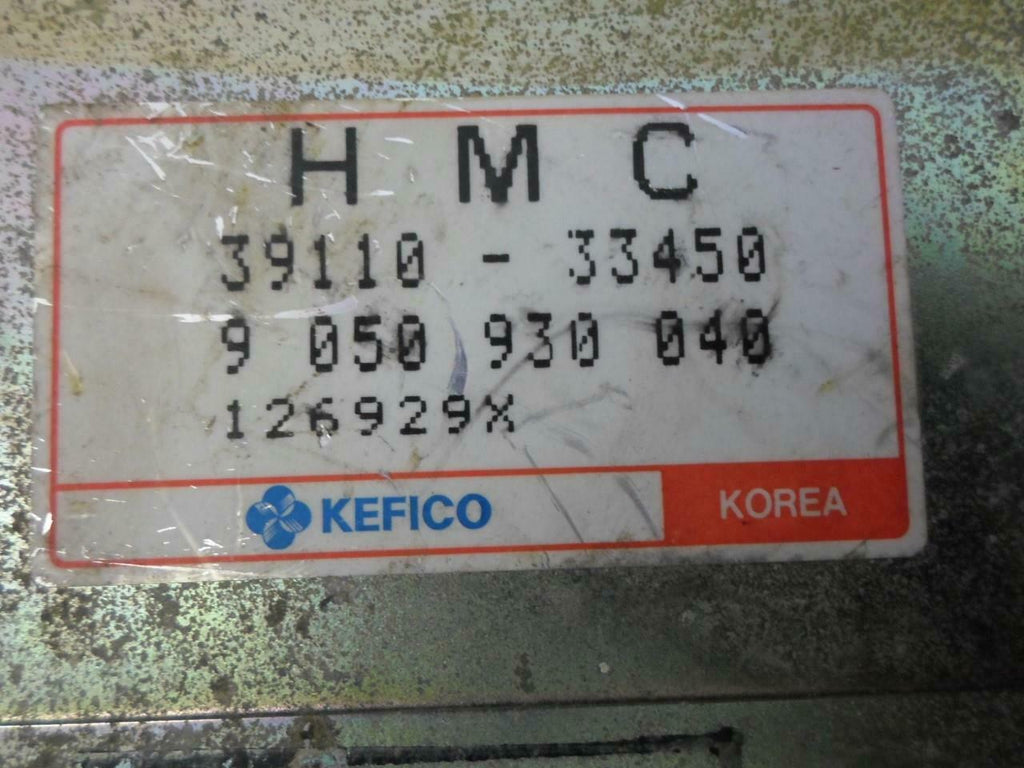 H M C
39110 - 33450
9 050 930 040
126929X
KEFICO
KOREA